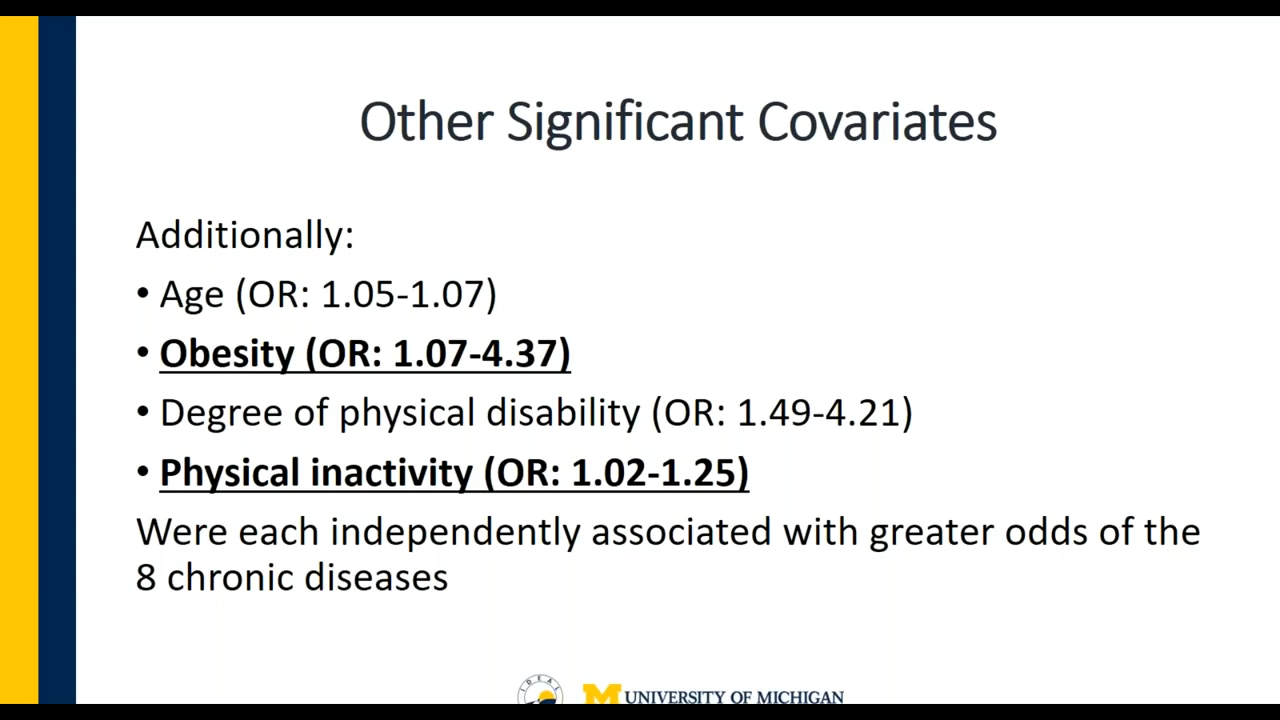 Other Significant Covariates
Additionally:
• Age (OR: 1.05-1.07)
• Obesity (OR: 1.07-4.37)
• Degree of physical disability (OR: 1.49-4.21)
• Physical inactivity (OR: 1.02-1.25)
Were each independently associated with greater odds of the
8 chronic diseases
IDEAL
M UNIVERSITY OF MICHIGAN